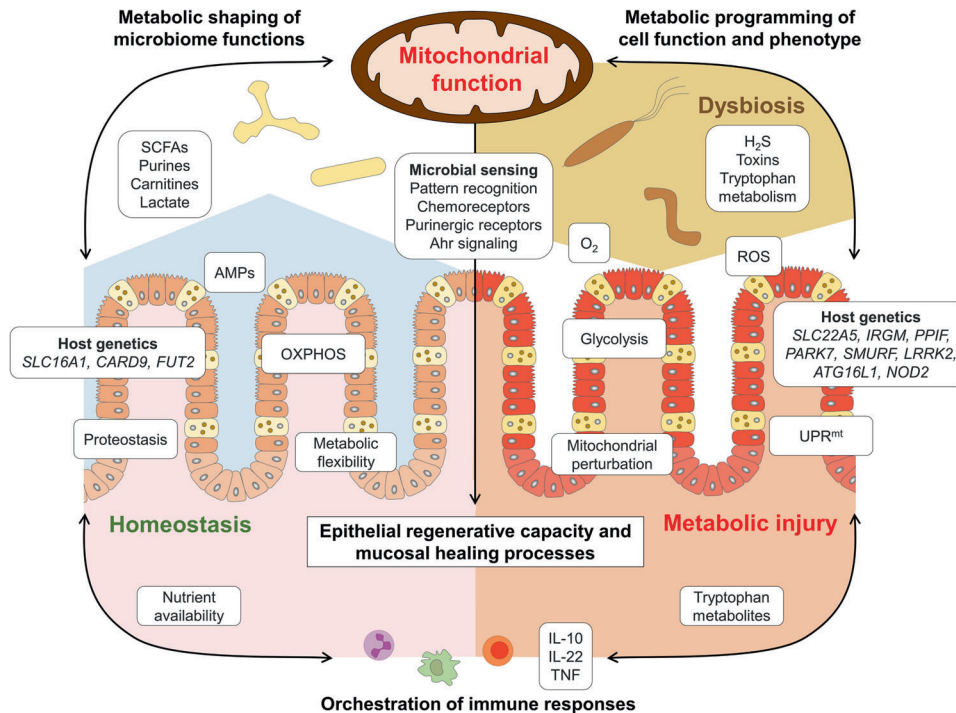 Metabolic shaping of
microbiome functions
Mitochondrial
function
Metabolic programming of
cell function and phenotype
Dysbiosis
SCFAs
Purines
Carnitines
Lactate
Microbial sensing
Pattern recognition
Chemoreceptors
Purinergic receptors
Ahr signaling
H₂S
Toxins
Tryptophan
metabolism
O₂
ROS
AMPs
Host genetics
SLC16A1, CARD9, FUT2
OXPHOS
Glycolysis
Host genetics
SLC22A5, IRGM, PPIF,
PARK7, SMURF, LRRK2,
ATG16L1, NOD2
Proteostasis
Metabolic
flexibility
Mitochondrial
perturbation
UPRᵐᵗ
Homeostasis
Epithelial regenerative capacity and
mucosal healing processes
Metabolic injury
Nutrient
availability
Tryptophan
metabolites
IL-10
IL-22
TNF
Orchestration of immune responses